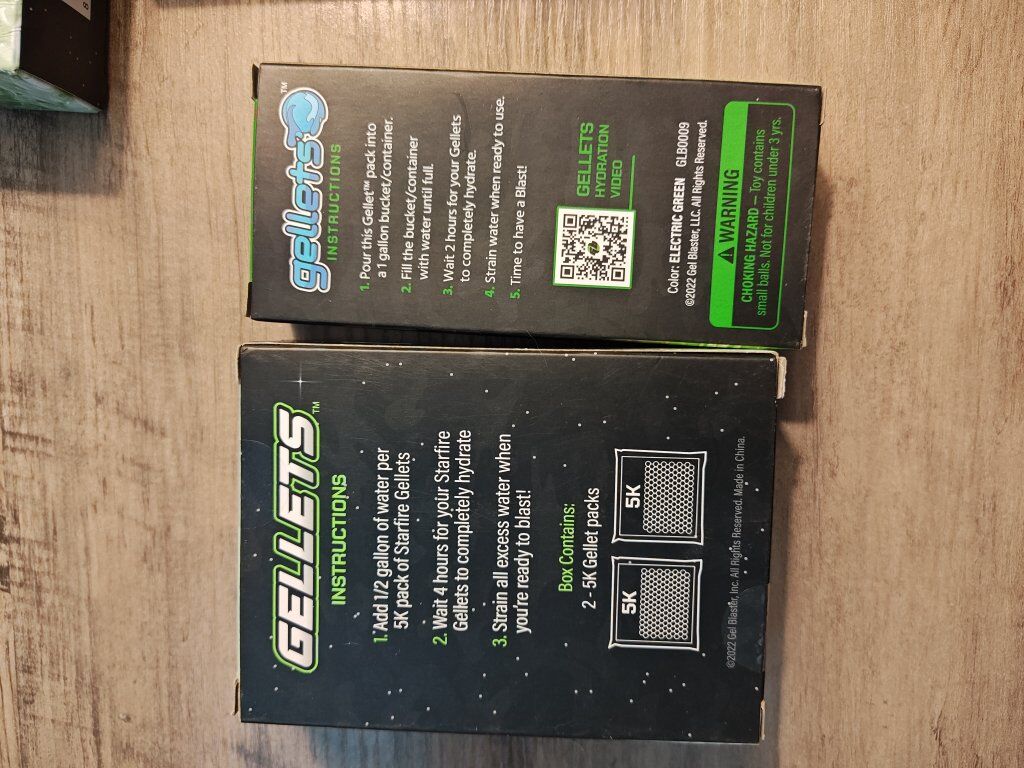 GELLETS™
INSTRUCTIONS
1. Add 1/2 gallon of water per
5K pack of Starfire Gellets
2. Wait 4 hours for your Starfire
Gellets to completely hydrate
3. Strain all excess water when
you're ready to blast!
Box Contains:
2 - 5K Gellet packs
5K
5K
©2022 Gel Blaster, Inc. All Rights Reserved. Made in China.
gellets™
INSTRUCTIONS
1. Pour this Gellet™ pack into
a 1 gallon bucket/container.
2. Fill the bucket/container
with water until full.
3. Wait 2 hours for your Gellets
to completely hydrate.
4. Strain water when ready to use.
5. Time to have a Blast!
GELLETS
HYDRATION
VIDEO
Color: ELECTRIC GREEN GLB0009
©2022 Gel Blaster, LLC. All Rights Reserved.
⚠ WARNING
CHOKING HAZARD — Toy contains
small balls. Not for children under 3 yrs.